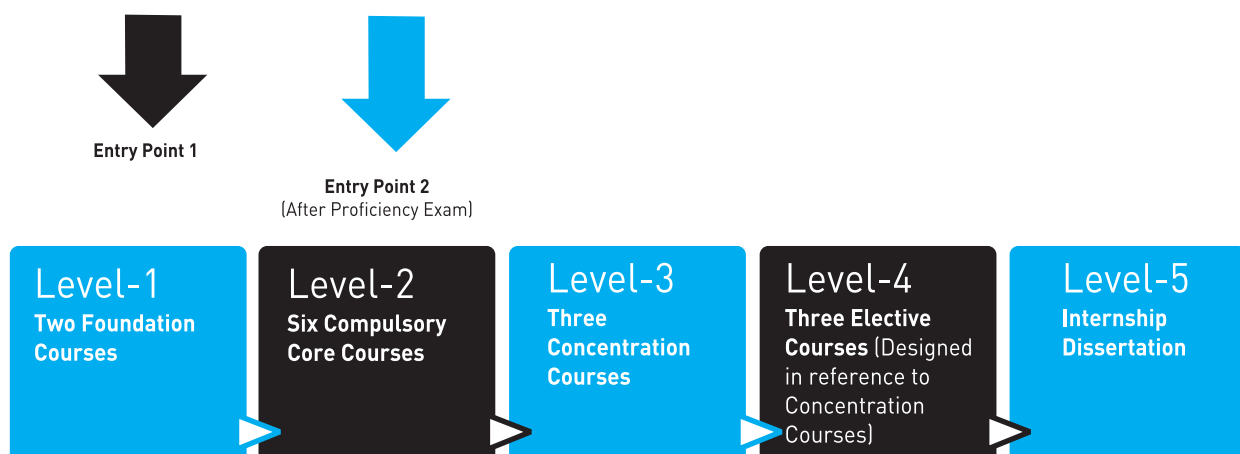 Entry Point 1
Entry Point 2
(After Proficiency Exam)
Level-1
Two Foundation
Courses
Level-2
Six Compulsory
Core Courses
Level-3
Three
Concentration
Courses
Level-4
Three Elective
Courses (Designed
in reference to
Concentration
Courses)
Level-5
Internship
Dissertation